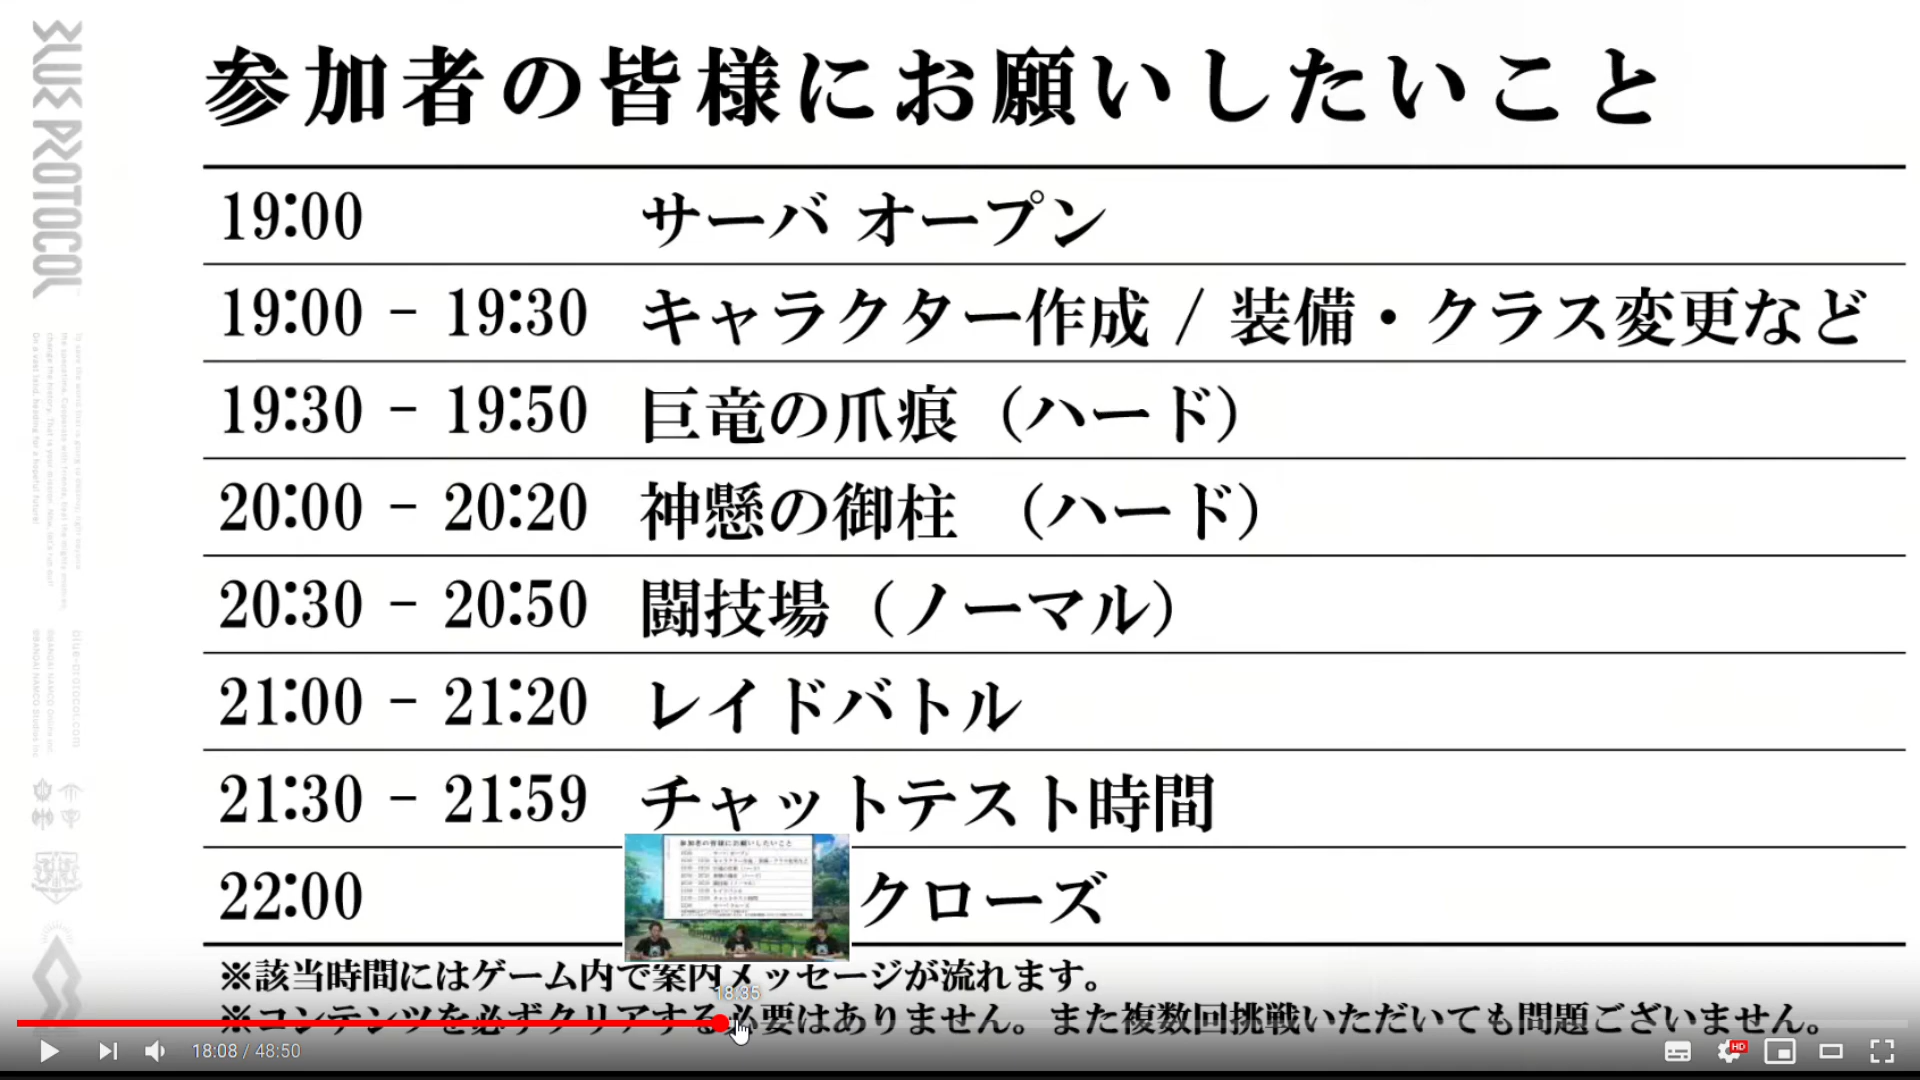 BLUE PROTOCOL
参加者の皆様にお願いしたいこと
19:00 サーバ オープン
19:00 - 19:30 キャラクター作成 / 装備・クラス変更など
19:30 - 19:50 巨竜の爪痕（ハード）
20:00 - 20:20 神懸の御柱 （ハード）
20:30 - 20:50 闘技場（ノーマル）
21:00 - 21:20 レイドバトル
21:30 - 21:59 チャットテスト時間
22:00 クローズ
※該当時間にはゲーム内で案内メッセージが流れます。
18:35
※コンテンツを必ずクリアする必要はありません。また複数回挑戦いただいても問題ございません。
18:08 / 48:50
HD